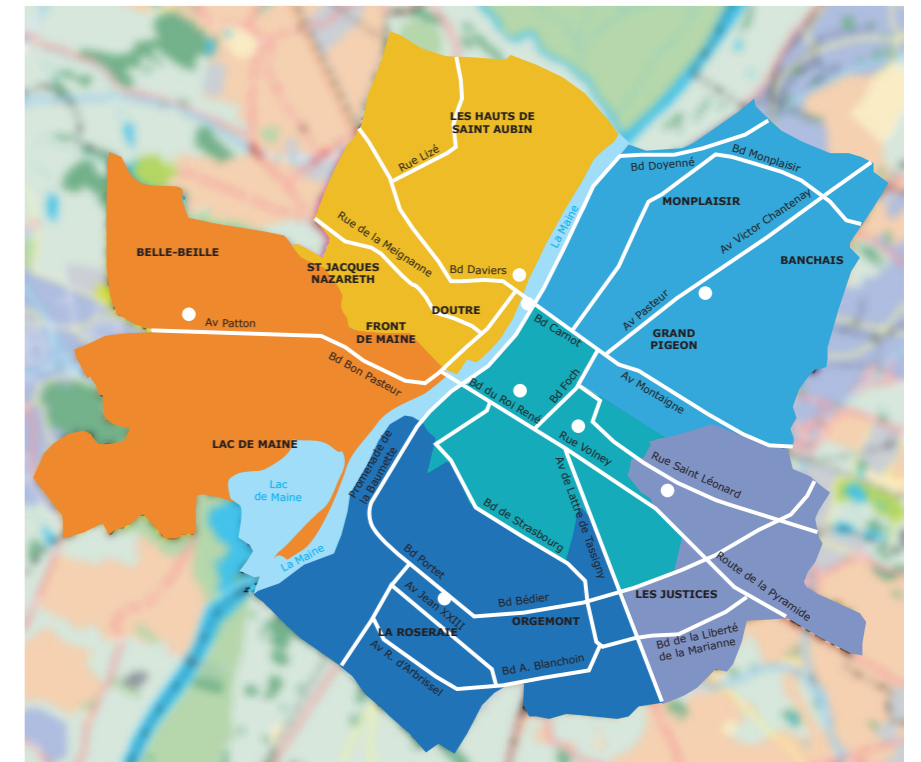 LES HAUTS DE
SAINT AUBIN
Rue Lizé
Bd Doyenné
Bd Monplaisir
MONPLAISIR
Av Victor Chantenay
La Maine
Rue de la Meignanne
BELLE-BEILLE
BANCHAIS
ST JACQUES
NAZARETH
Bd Daviers
DOUTRE
Av Pasteur
Av Patton
FRONT
DE MAINE
Bd Carnot
GRAND
PIGEON
Bd Bon Pasteur
Bd du Roi René
Bd Foch
Av Montaigne
LAC DE MAINE
Promenade de
la Baumette
Rue Volney
Rue Saint Léonard
Lac
de Maine
Av de Lattre de Tassigny
Bd de Strasbourg
La Maine
Bd Portet
Route de la Pyramide
Av Jean XXIII
Bd Bédier
LES JUSTICES
ORGEMONT
LA ROSERAIE
Bd de la Liberté
de la Marianne
Av R. d'Arbrissel
Bd A. Blanchoin